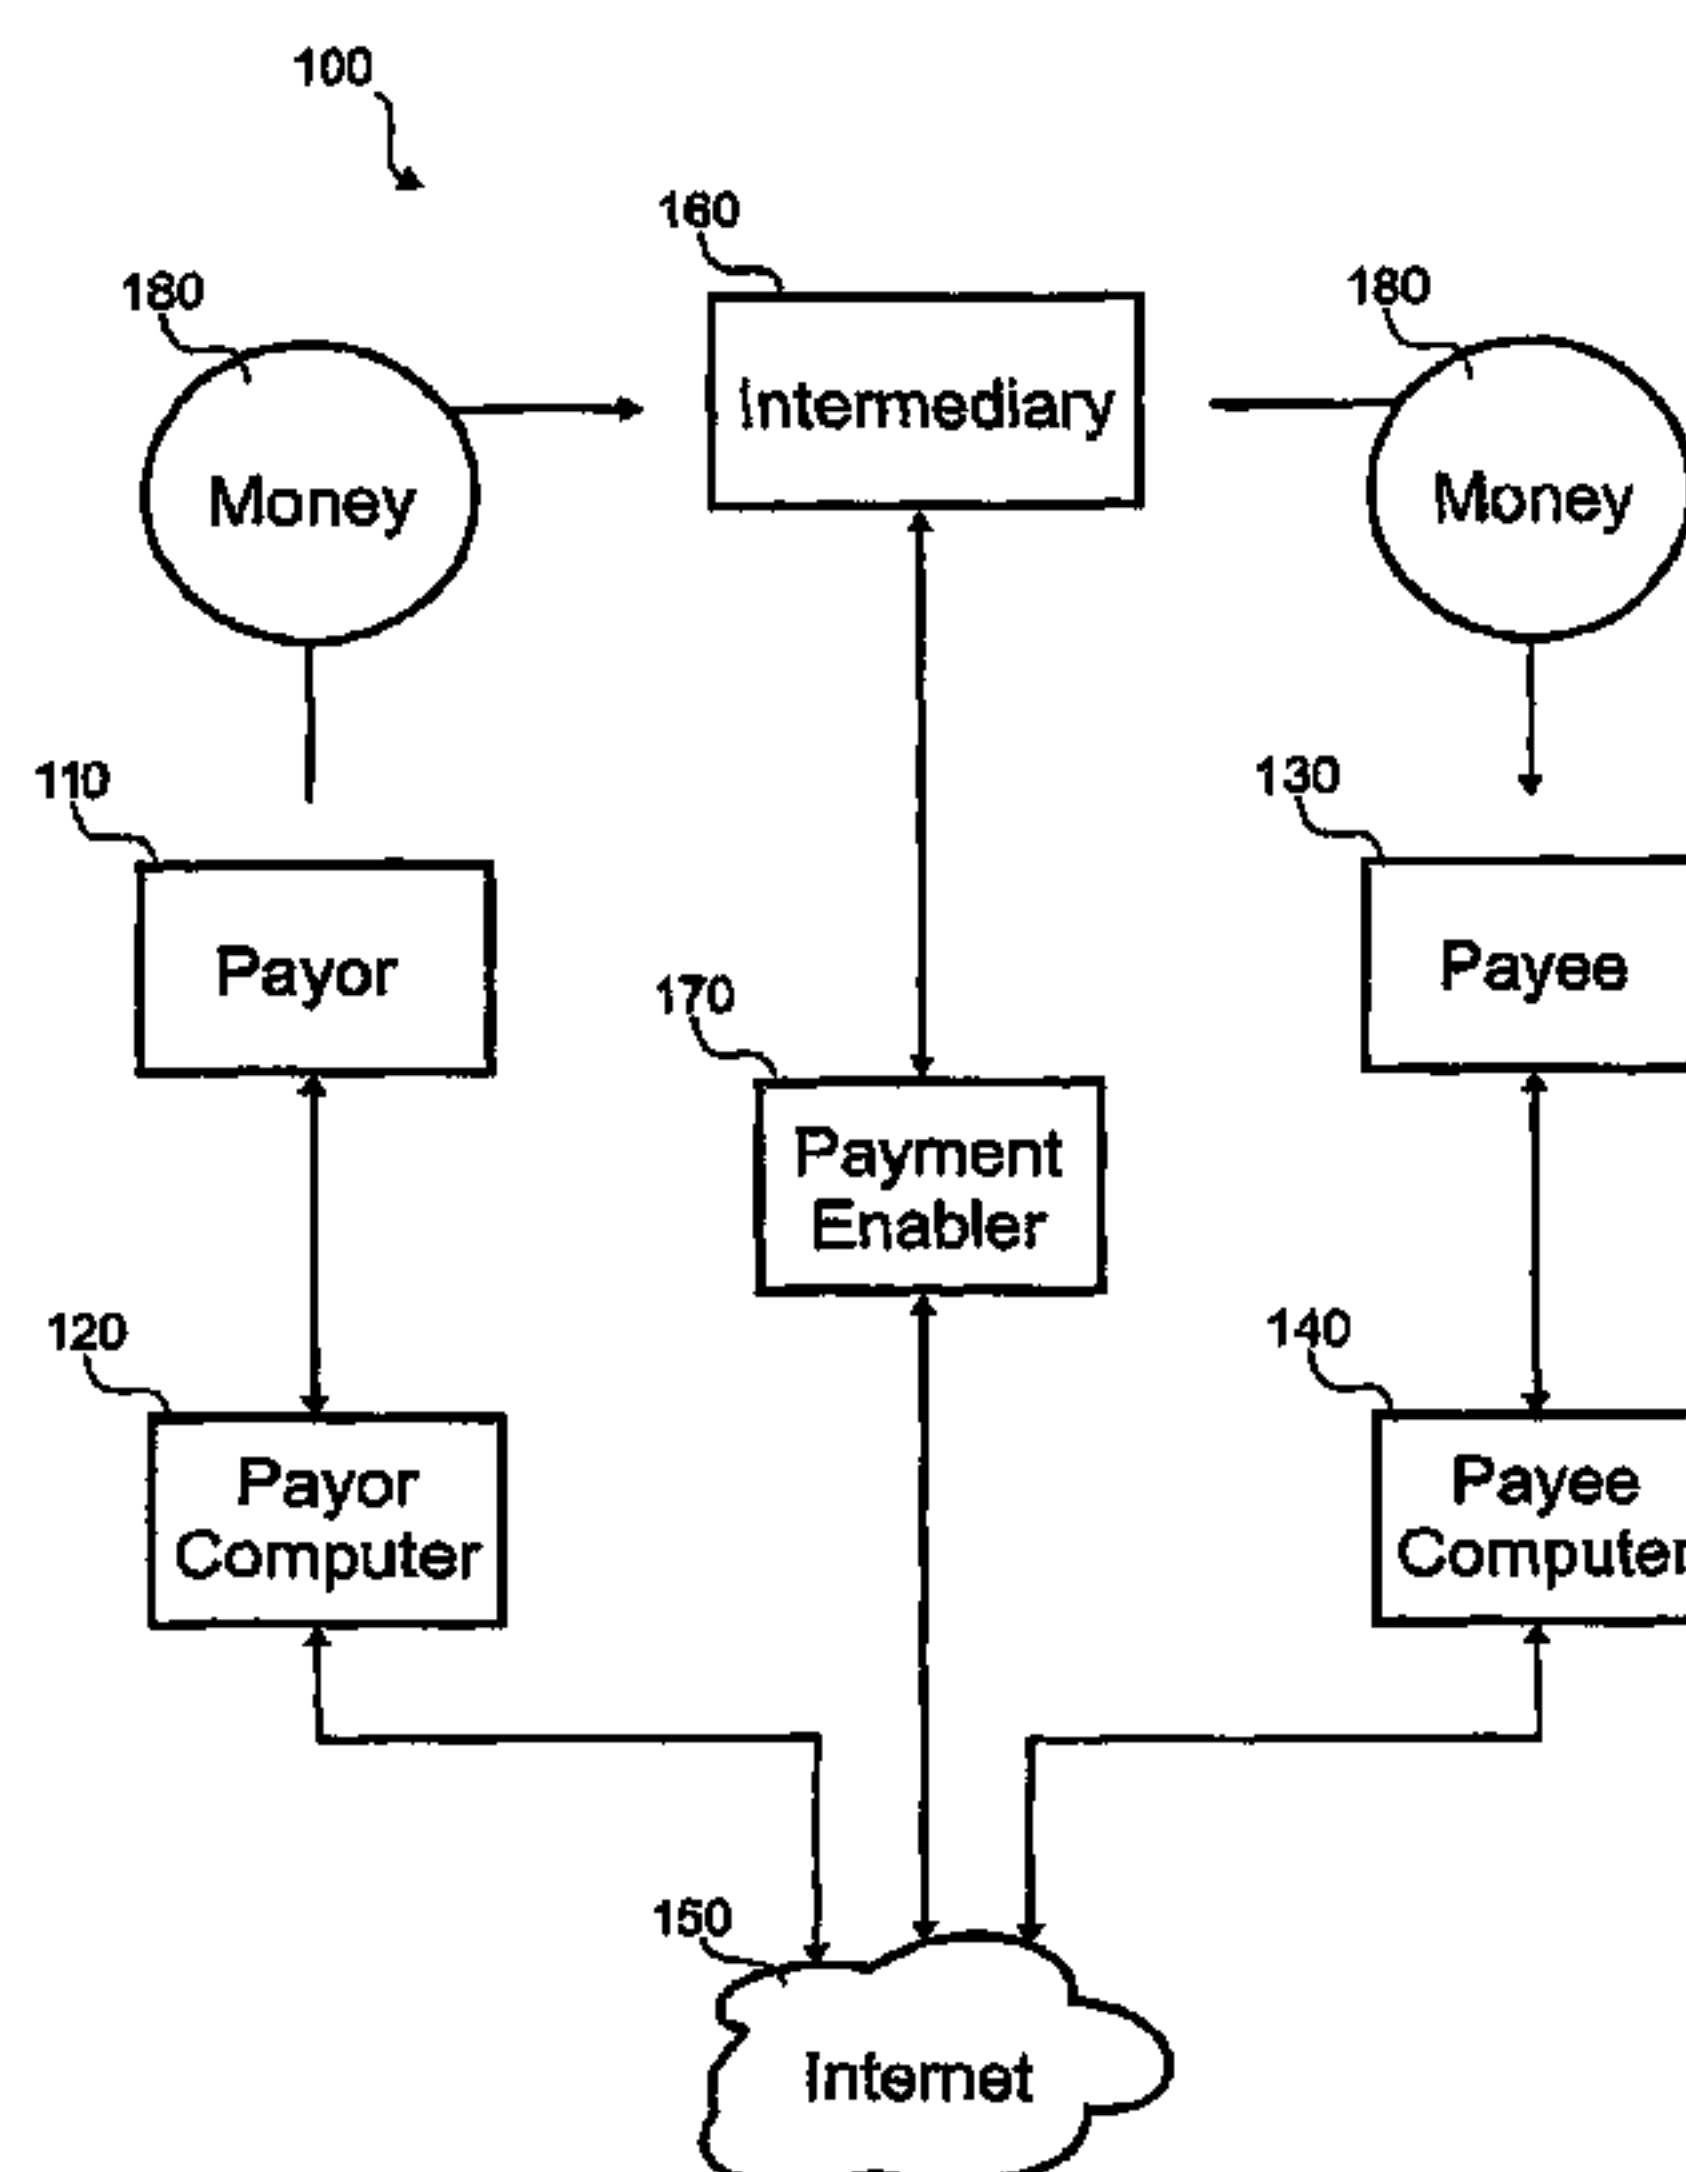 100
160
180
180
Intermediary
Money
Money
110
130
Payor
Payee
170
Payment
Enabler
120
140
Payor
Computer
Payee
Computer
150
Internet